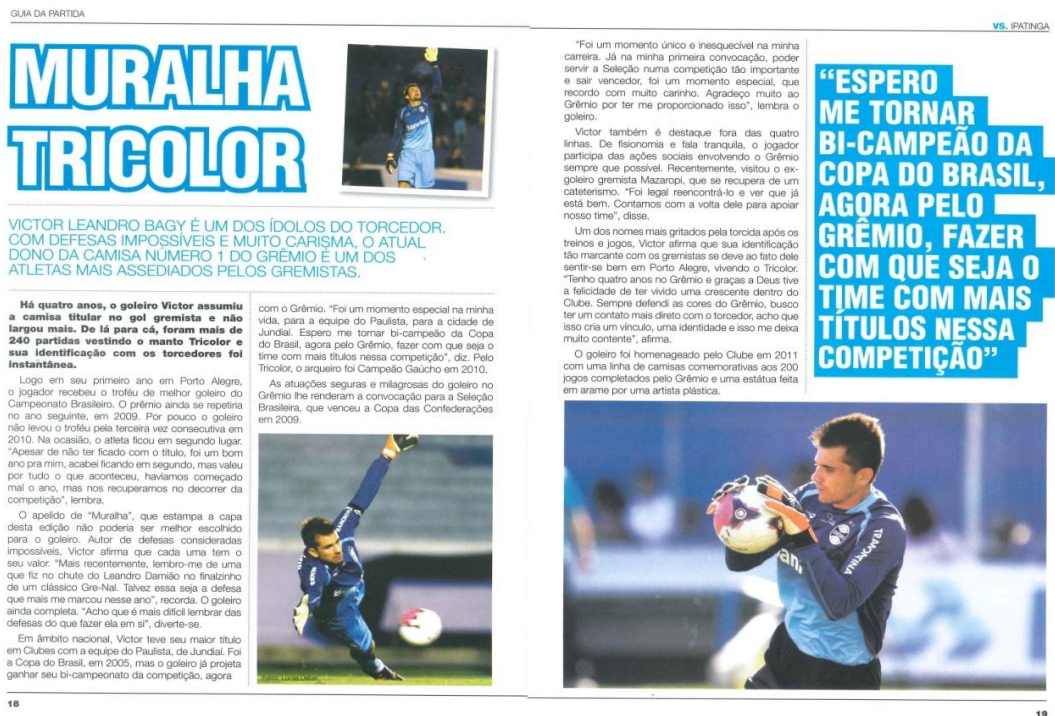 GUIA DA PARTIDA
MURALHA
TRICOLOR
VICTOR LEANDRO BAGY É UM DOS ÍDOLOS DO TORCEDOR.
COM DEFESAS IMPOSSÍVEIS E MUITO CARISMA, O ATUAL
DONO DA CAMISA NÚMERO 1 DO GRÊMIO É UM DOS
ATLETAS MAIS ASSEDIADOS PELOS GREMISTAS.
Há quatro anos, o goleiro Victor assumiu
a camisa titular no gol gremista e não
largou mais. De lá para cá, foram mais de
240 partidas vestindo o manto Tricolor e
sua identificação com os torcedores foi
instantânea.
Logo em seu primeiro ano em Porto Alegre,
o jogador recebeu o troféu de melhor goleiro do
Campeonato Brasileiro. O prêmio ainda se repetiria
no ano seguinte, em 2009. Por pouco o goleiro
não levou o troféu pela terceira vez consecutiva em
2010. Na ocasião, o atleta ficou em segundo lugar.
“Apesar de não ter ficado com o título, foi um bom
ano pra mim, acabei ficando em segundo, mas valeu
por tudo o que aconteceu, havíamos começado
mal o ano, mas nos recuperamos no decorrer da
competição”, lembra.
O apelido de “Muralha”, que estampa a capa
desta edição não poderia ser melhor escolhido
para o goleiro. Autor de defesas consideradas
impossíveis, Victor afirma que cada uma tem o
seu valor. “Mais recentemente, lembro-me de uma
que fiz no chute do Leandro Damião no finalzinho
de um clássico Gre-Nal. Talvez essa seja a defesa
que mais me marcou nesse ano”, recorda. O goleiro
ainda completa. “Acho que é mais difícil lembrar das
defesas do que fazer ela em si”, diverte-se.
Em âmbito nacional, Victor teve seu maior título
em Clubes com a equipe do Paulista, de Jundiaí. Foi
a Copa do Brasil, em 2005, mas o goleiro já projeta
ganhar seu bi-campeonato da competição, agora
com o Grêmio. “Foi um momento especial na minha
vida, para a equipe do Paulista, para a cidade de
Jundiaí. Espero me tornar bi-campeão da Copa
do Brasil, agora pelo Grêmio, fazer com que seja o
time com mais títulos nessa competição”, diz. Pelo
Tricolor, o arqueiro foi Campeão Gaúcho em 2010.
As atuações seguras e milagrosas do goleiro no
Grêmio lhe renderam a convocação para a Seleção
Brasileira, que venceu a Copa das Confederações
em 2009.
TRAMONTINA
Fotos: Lucas Uebel
18
VS. IPATINGA
“Foi um momento único e inesquecível na minha
carreira. Já na minha primeira convocação, poder
servir a Seleção numa competição tão importante
e sair vencedor, foi um momento especial, que
recordo com muito carinho. Agradeço muito ao
Grêmio por ter me proporcionado isso”, lembra o
goleiro.
Victor também é destaque fora das quatro
linhas. De fisionomia e fala tranquila, o jogador
participa das ações sociais envolvendo o Grêmio
sempre que possível. Recentemente, visitou o ex-
goleiro gremista Mazaropi, que se recupera de um
cateterismo. “Foi legal reencontrá-lo e ver que já
está bem. Contamos com a volta dele para apoiar
nosso time”, disse.
Um dos nomes mais gritados pela torcida após os
treinos e jogos, Victor afirma que sua identificação
tão marcante com os gremistas se deve ao fato dele
sentir-se bem em Porto Alegre, vivendo o Tricolor.
“Tenho quatro anos no Grêmio e graças a Deus tive
a felicidade de ter vivido uma crescente dentro do
Clube. Sempre defendi as cores do Grêmio, busco
ter um contato mais direto com o torcedor, acho que
isso cria um vínculo, uma identidade e isso me deixa
muito contente”, afirma.
O goleiro foi homenageado pelo Clube em 2011
com uma linha de camisas comemorativas aos 200
jogos completados pelo Grêmio e uma estátua feita
em arame por uma artista plástica.
“ESPERO
ME TORNAR
BI-CAMPEÃO DA
COPA DO BRASIL,
AGORA PELO
GRÊMIO, FAZER
COM QUE SEJA O
TIME COM MAIS
TÍTULOS NESSA
COMPETIÇÃO”
TRAMONTINA
19